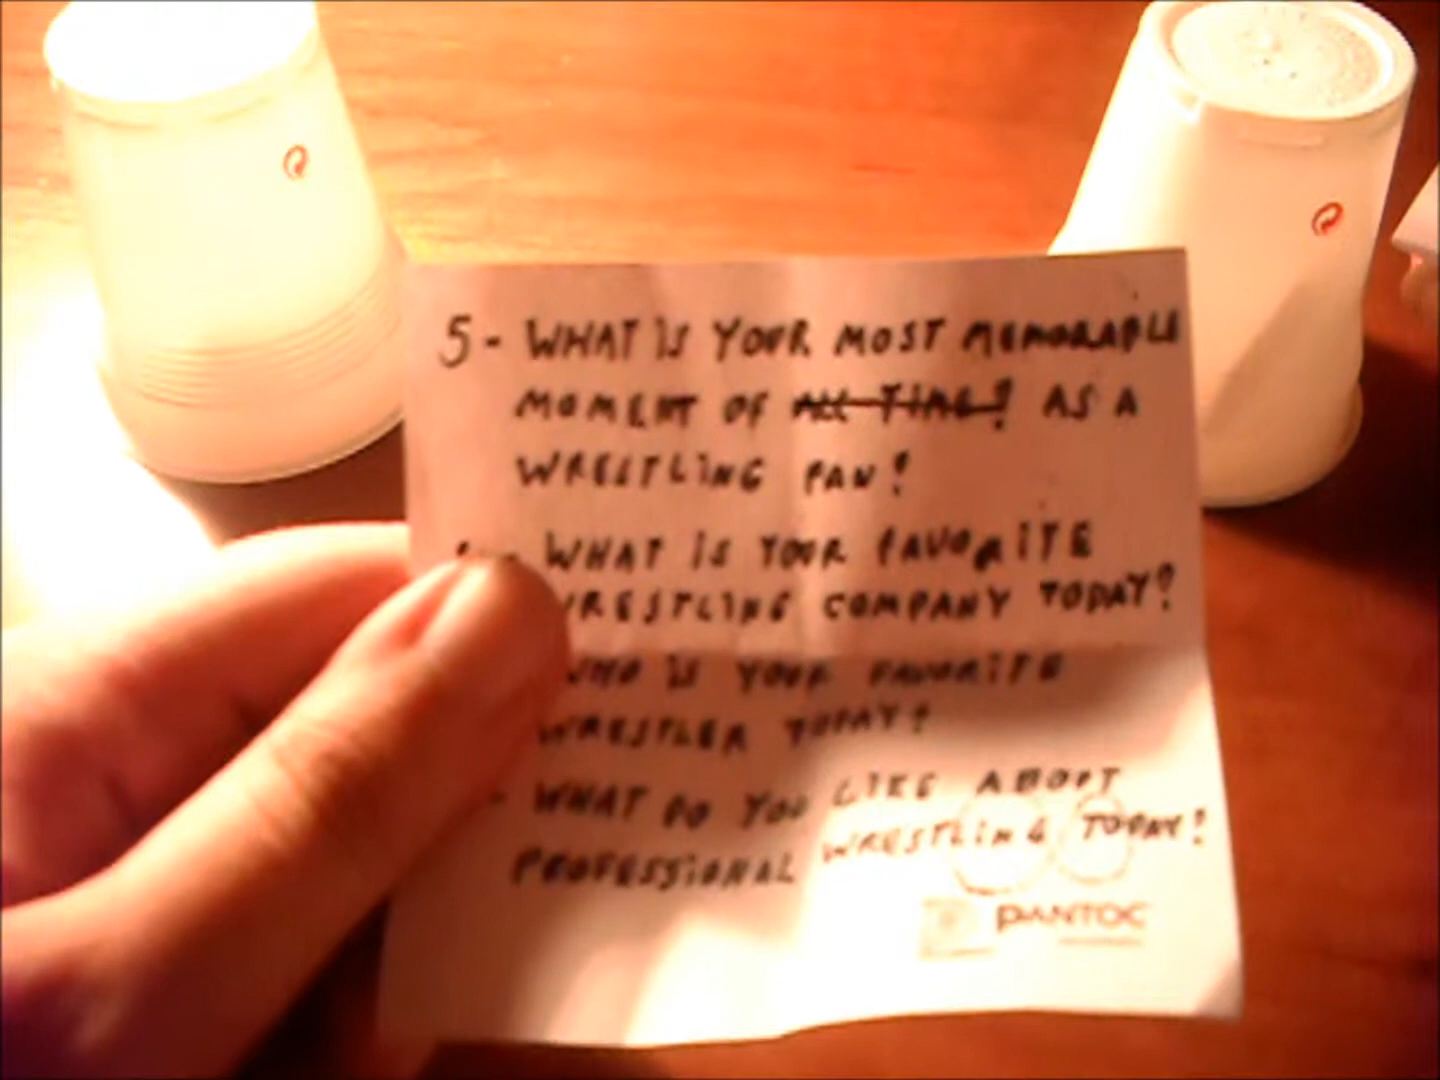 5- WHAT IS YOUR MOST MEMORABLE
MOMENT OF ALL TIME? AS A
WRESTLING FAN?
WHAT IS YOUR FAVORITE
WRESTLING COMPANY TODAY?
WHO IS YOUR FAVORITE
WRESTLER TODAY?
- WHAT DO YOU LIKE ABOUT
PROFESSIONAL WRESTLING TODAY?
PANTOC